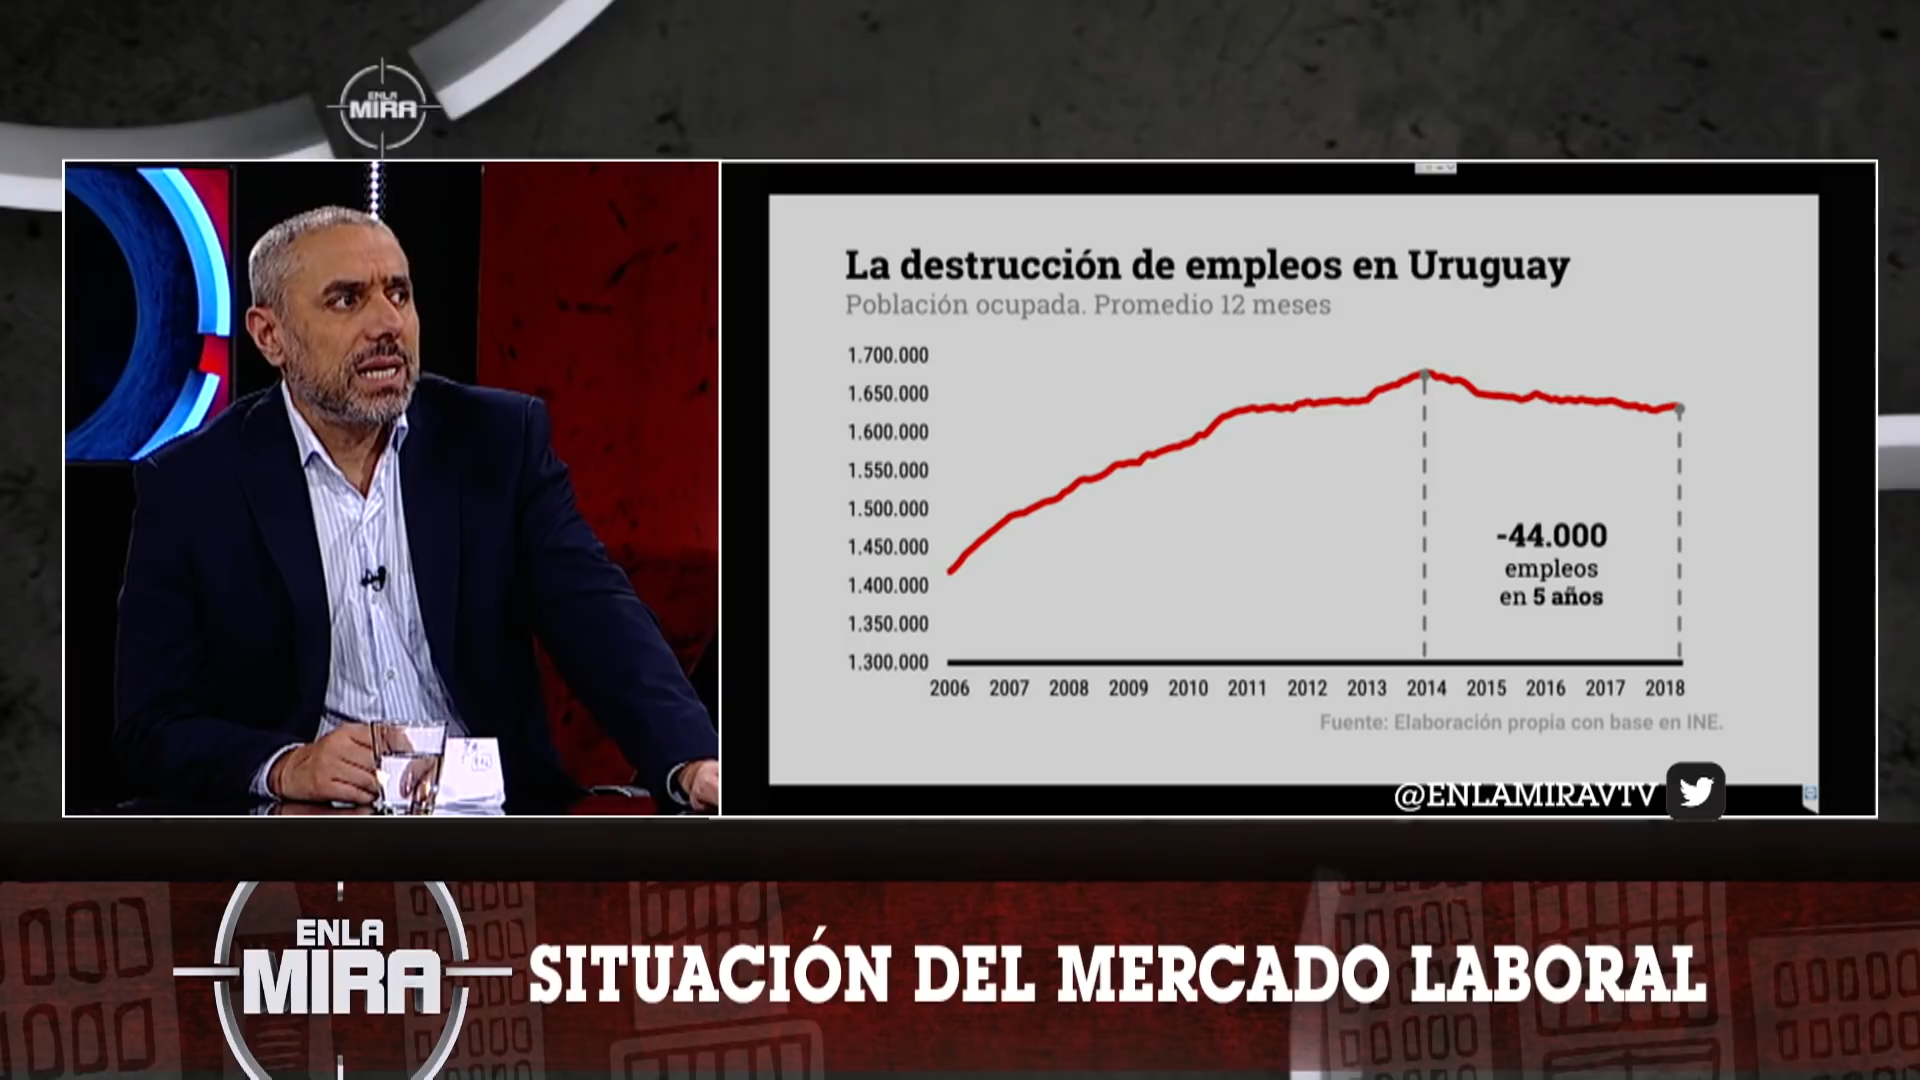 ENLA
MIRA
La destrucción de empleos en Uruguay
Población ocupada. Promedio 12 meses
1.700.000
1.650.000
1.600.000
1.550.000
1.500.000
1.450.000
1.400.000
1.350.000
1.300.000
-44.000
empleos
en 5 años
2006 2007 2008 2009 2010 2011 2012 2013 2014 2015 2016 2017 2018
Fuente: Elaboración propia con base en INE.
@ENLAMIRAVTV
ENLA
MIRA
SITUACIÓN DEL MERCADO LABORAL